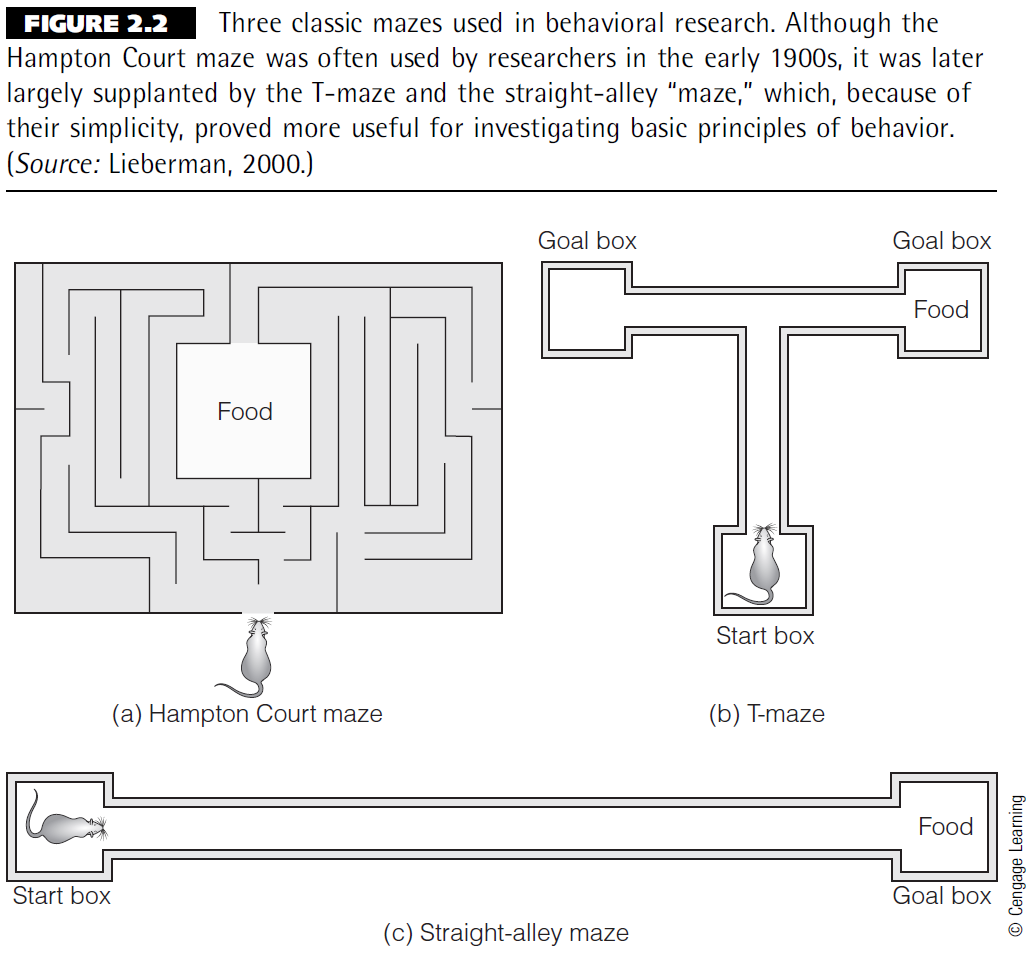 FIGURE 2.2 Three classic mazes used in behavioral research. Although the
Hampton Court maze was often used by researchers in the early 1900s, it was later
largely supplanted by the T-maze and the straight-alley “maze,” which, because of
their simplicity, proved more useful for investigating basic principles of behavior.
(Source: Lieberman, 2000.)
Food
(a) Hampton Court maze
Goal box
Goal box
Food
Start box
(b) T-maze
Start box
Food
Goal box
(c) Straight-alley maze
© Cengage Learning